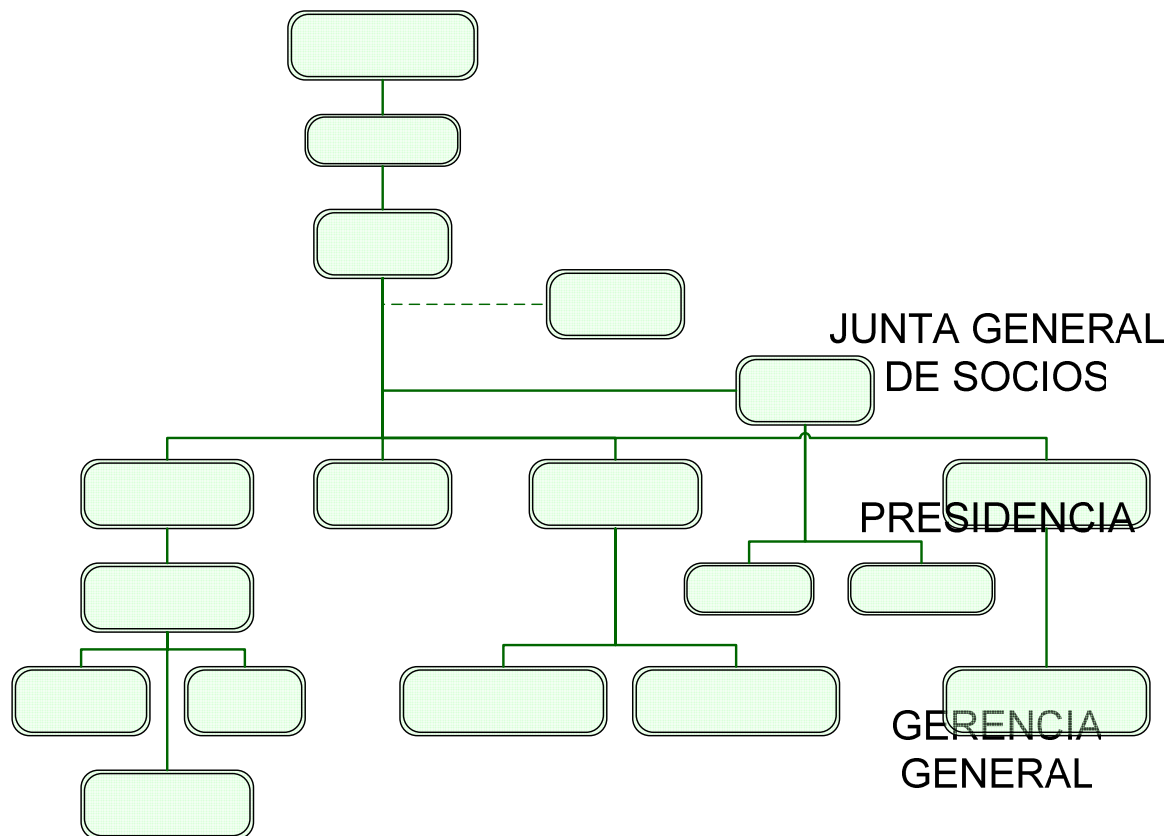 JUNTA GENERAL
DE SOCIOS
PRESIDENCIA
GERENCIA
GENERAL